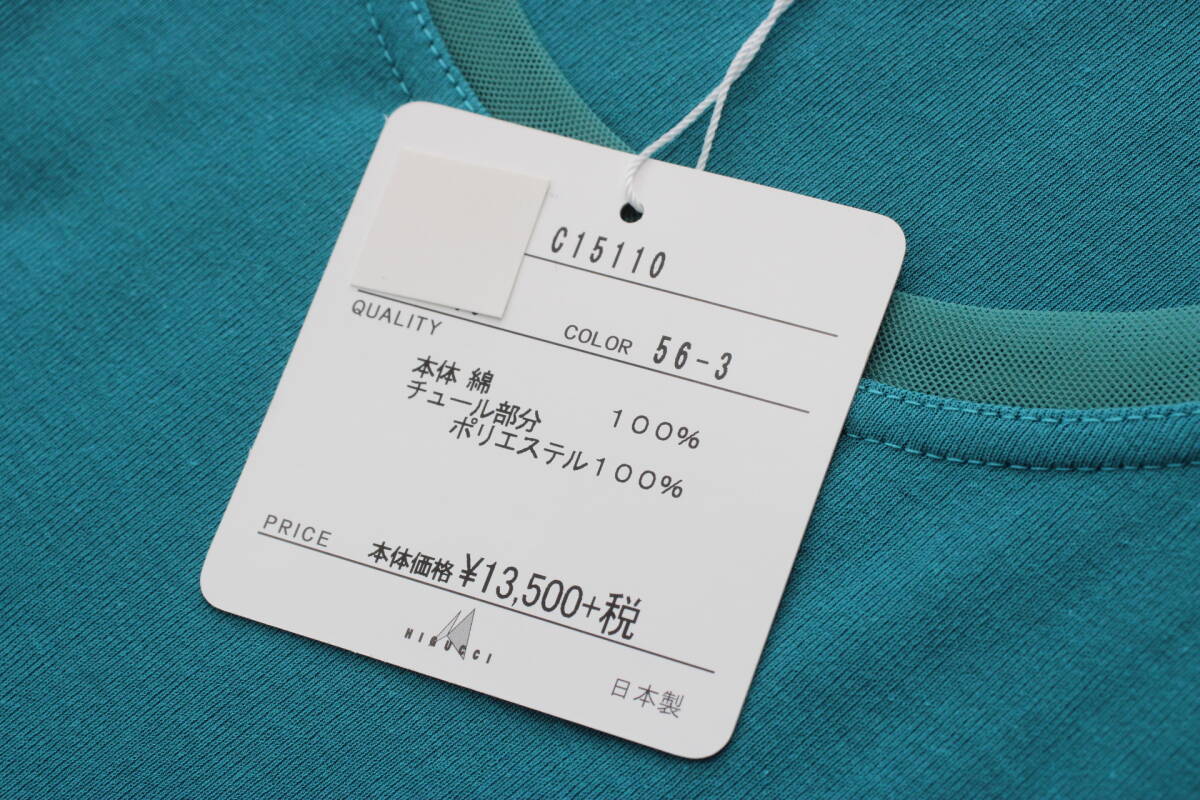 C15110
QUALITY
COLOR 56-3
本体 綿 100%
チュール部分
ポリエステル100%
PRICE
本体価格 ¥13,500+税
HIGUCCI
日本製